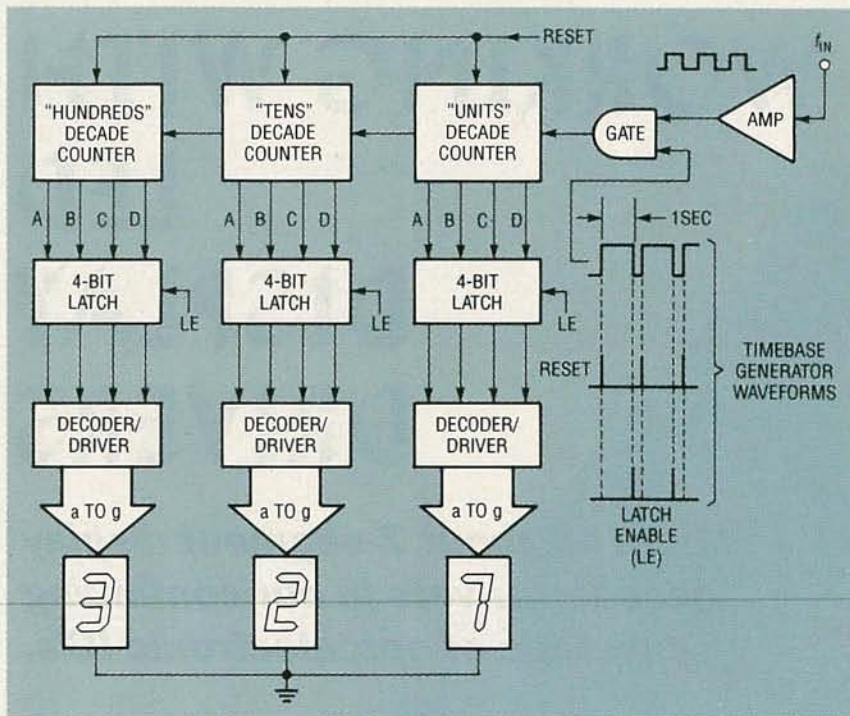 RESET
fIN
"HUNDREDS"
DECADE
COUNTER
"TENS"
DECADE
COUNTER
"UNITS"
DECADE
COUNTER
GATE
AMP
A B C D
A B C D
A B C D
1SEC
4-BIT
LATCH
LE
4-BIT
LATCH
LE
4-BIT
LATCH
LE
RESET
TIMEBASE
GENERATOR
WAVEFORMS
DECODER/
DRIVER
DECODER/
DRIVER
DECODER/
DRIVER
LATCH
ENABLE
(LE)
a TO g
a TO g
a TO g
3
2
7